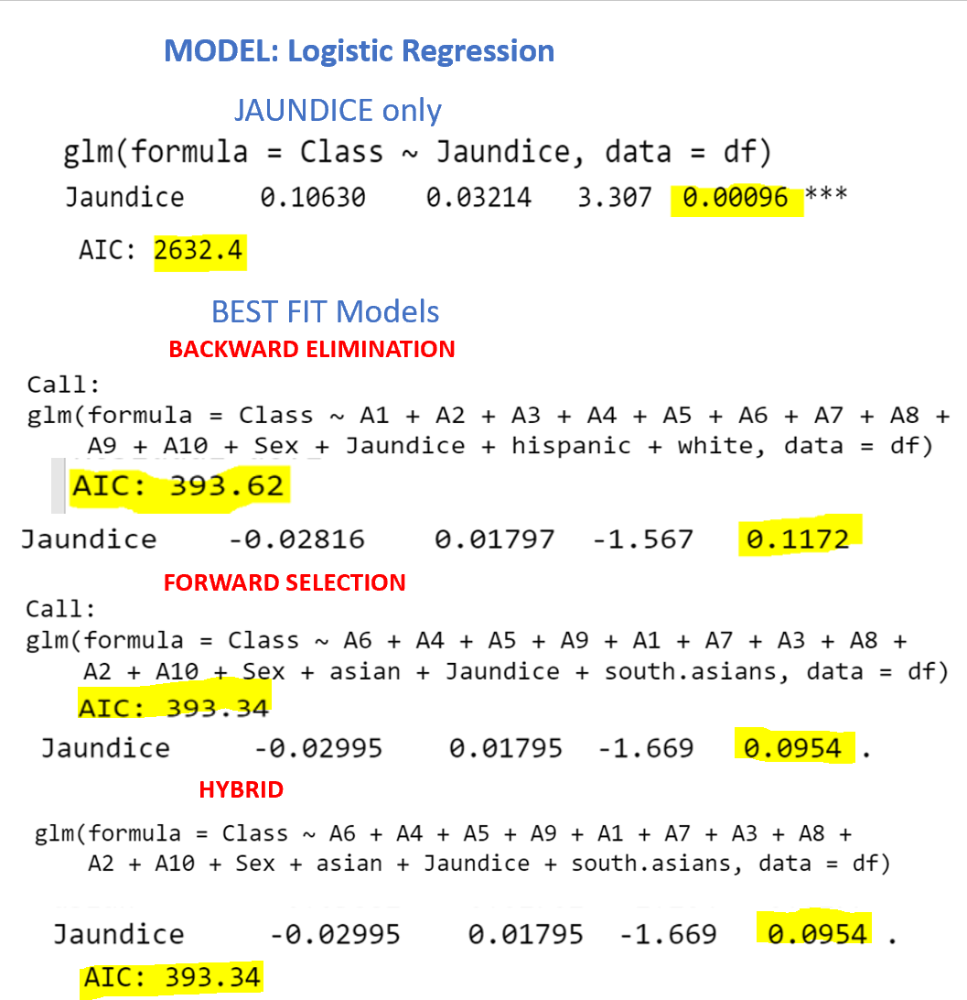 MODEL: Logistic Regression
JAUNDICE only
glm(formula = Class ~ Jaundice, data = df)
Jaundice 0.10630 0.03214 3.307 0.00096 ***
AIC: 2632.4
BEST FIT Models
BACKWARD ELIMINATION
Call:
glm(formula = Class ~ A1 + A2 + A3 + A4 + A5 + A6 + A7 + A8 +
A9 + A10 + Sex + Jaundice + hispanic + white, data = df)
AIC: 393.62
Jaundice -0.02816 0.01797 -1.567 0.1172
FORWARD SELECTION
Call:
glm(formula = Class ~ A6 + A4 + A5 + A9 + A1 + A7 + A3 + A8 +
A2 + A10 + Sex + asian + Jaundice + south.asians, data = df)
AIC: 393.34
Jaundice -0.02995 0.01795 -1.669 0.0954 .
HYBRID
glm(formula = Class ~ A6 + A4 + A5 + A9 + A1 + A7 + A3 + A8 +
A2 + A10 + Sex + asian + Jaundice + south.asians, data = df)
Jaundice -0.02995 0.01795 -1.669 0.0954 .
AIC: 393.34